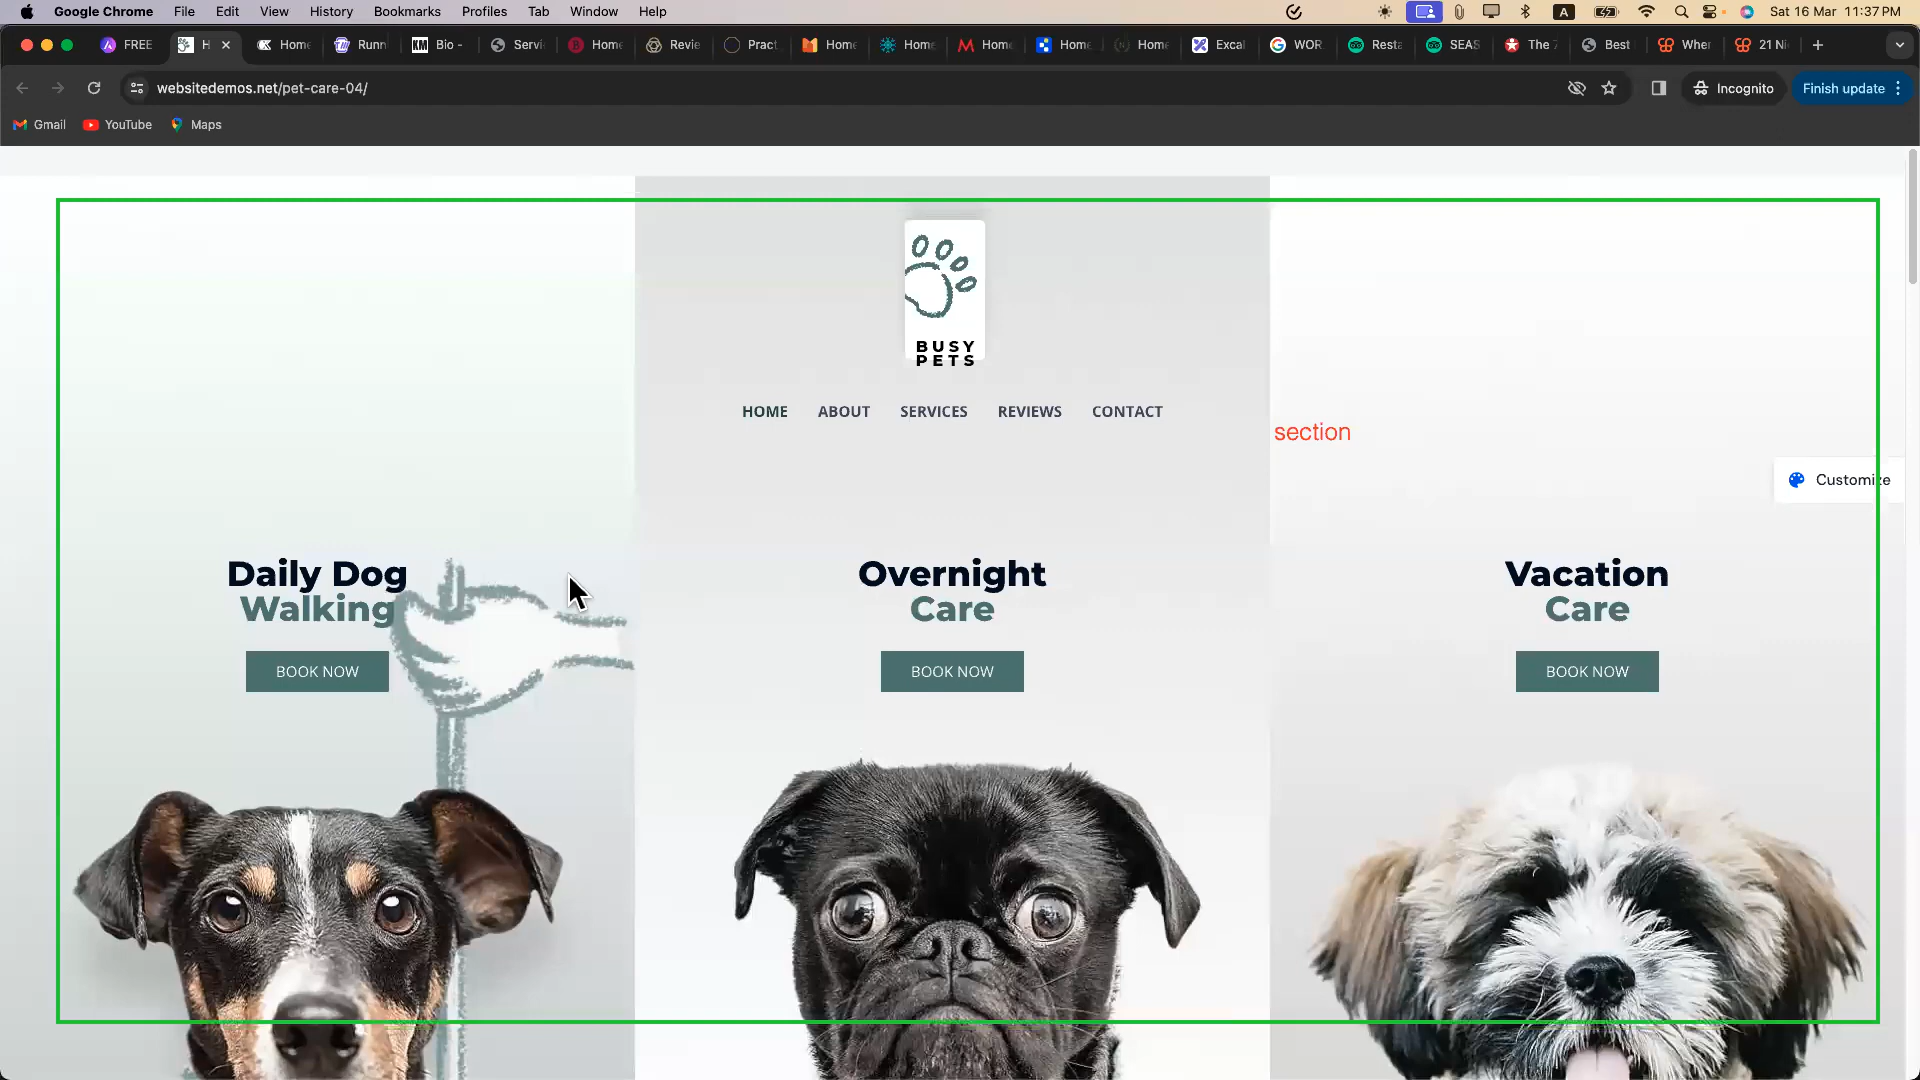 Google Chrome File Edit View History Bookmarks Profiles Tab Window Help A Sat 16 Mar 11:37 PM
FREE H Home Runn KM Bio - Servi Home Revie Pract Home Home Home Home Home Excal WOR Resta SEAS The 7 Best Wher 21 Ni
websitedemos.net/pet-care-04/ Incognito Finish update
Gmail YouTube Maps
BUSY
PETS
HOME ABOUT SERVICES REVIEWS CONTACT
section
Customize
Daily Dog
Walking
BOOK NOW
Overnight
Care
BOOK NOW
Vacation
Care
BOOK NOW